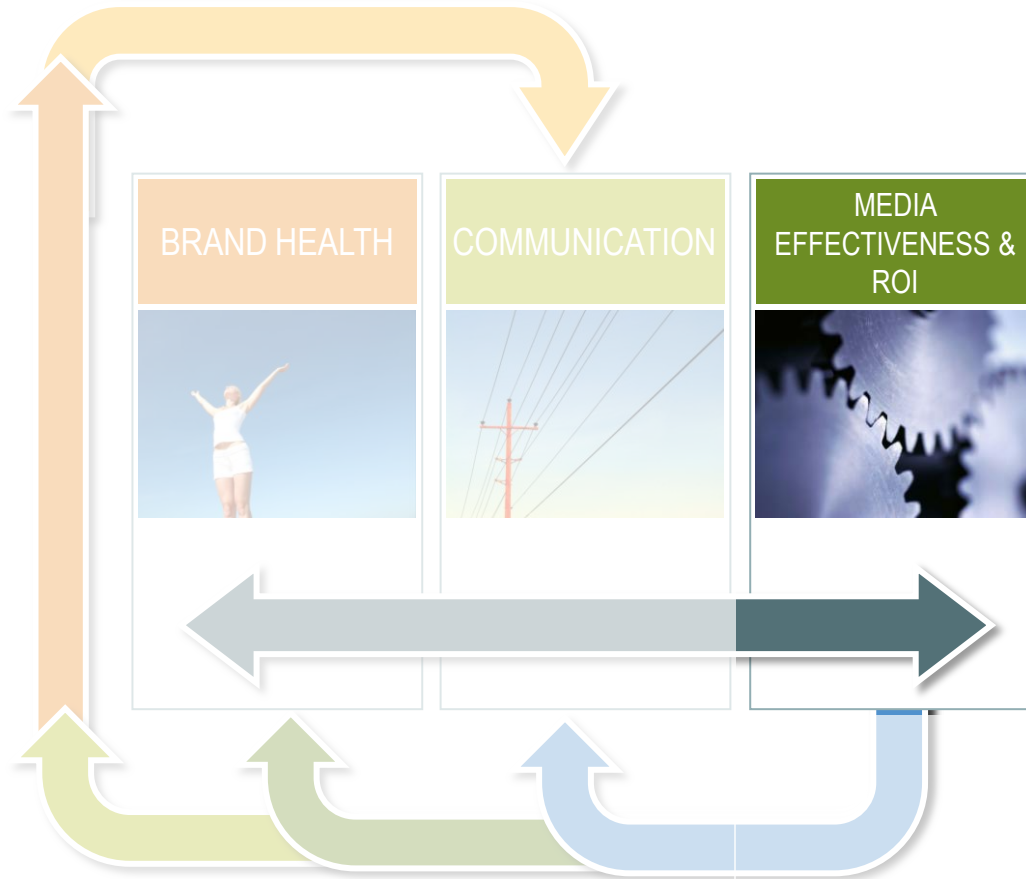 BRAND HEALTH
COMMUNICATION
MEDIA
EFFECTIVENESS &
ROI